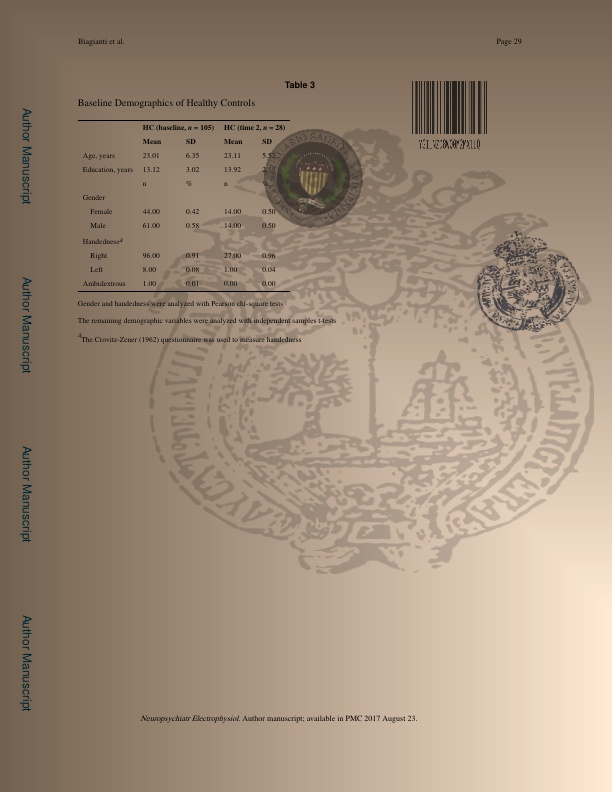 Biagianti et al.
Page 29
Table 3
Baseline Demographics of Healthy Controls
HC (baseline, n = 105) HC (time 2, n = 28)
Mean SD Mean SD
Age, years 23.01 6.35 23.11
Education, years 13.12 3.02 13.92
n % n
Gender
Female 44.00 0.42 14.00 0.50
Male 61.00 0.58 14.00 0.50
Handedness
Right 96.00 0.91 27.00 0.96
Left 8.00 0.08 1.00 0.04
Ambidextrous 1.00 0.01 0.00 0.00
Gender and handedness were analyzed with Pearson chi-square tests
The remaining demographic variables were analyzed with independent samples t-tests
The Crovitz-Zener (1962) questionnaire was used to measure handedness
Neuropsychiatr Electrophysiol. Author manuscript; available in PMC 2017 August 23.
Author Manuscript
Author Manuscript
Author Manuscript
Author Manuscript